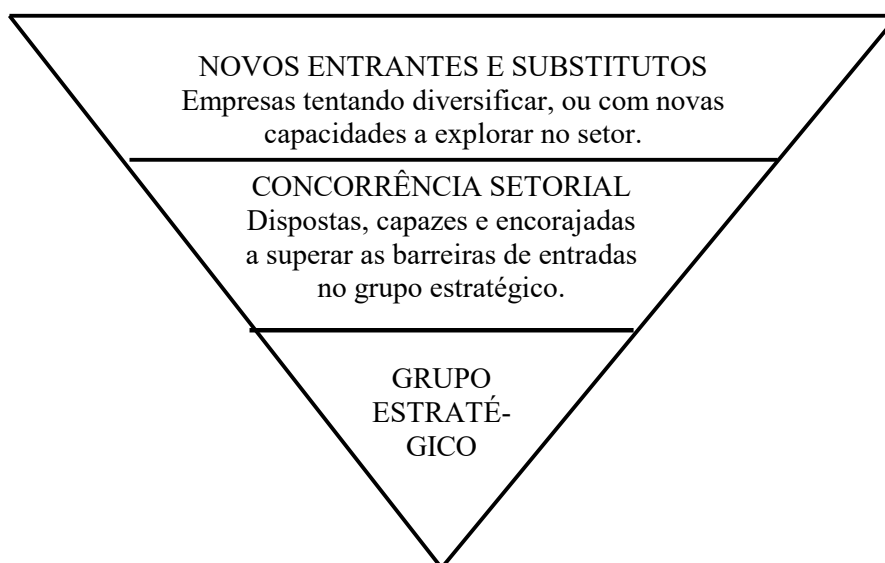 NOVOS ENTRANTES E SUBSTITUTOS
Empresas tentando diversificar, ou com novas
capacidades a explorar no setor.
CONCORRÊNCIA SETORIAL
Dispostas, capazes e encorajadas
a superar as barreiras de entradas
no grupo estratégico.
GRUPO
ESTRATÉ-
GICO